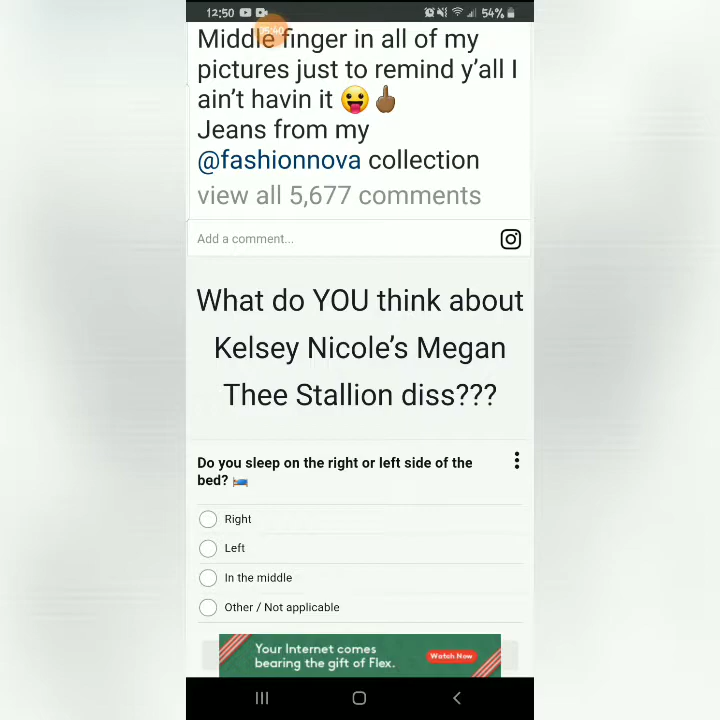 12:50 54%
05:40
Middle finger in all of my
pictures just to remind y’all I
ain’t havin it 😛🖕🏾
Jeans from my
@fashionnova collection
view all 5,677 comments
Add a comment...
What do YOU think about
Kelsey Nicole’s Megan
Thee Stallion diss???
Do you sleep on the right or left side of the
bed? 🛌
Right
Left
In the middle
Other / Not applicable
Your Internet comes
bearing the gift of Flex.
Watch Now